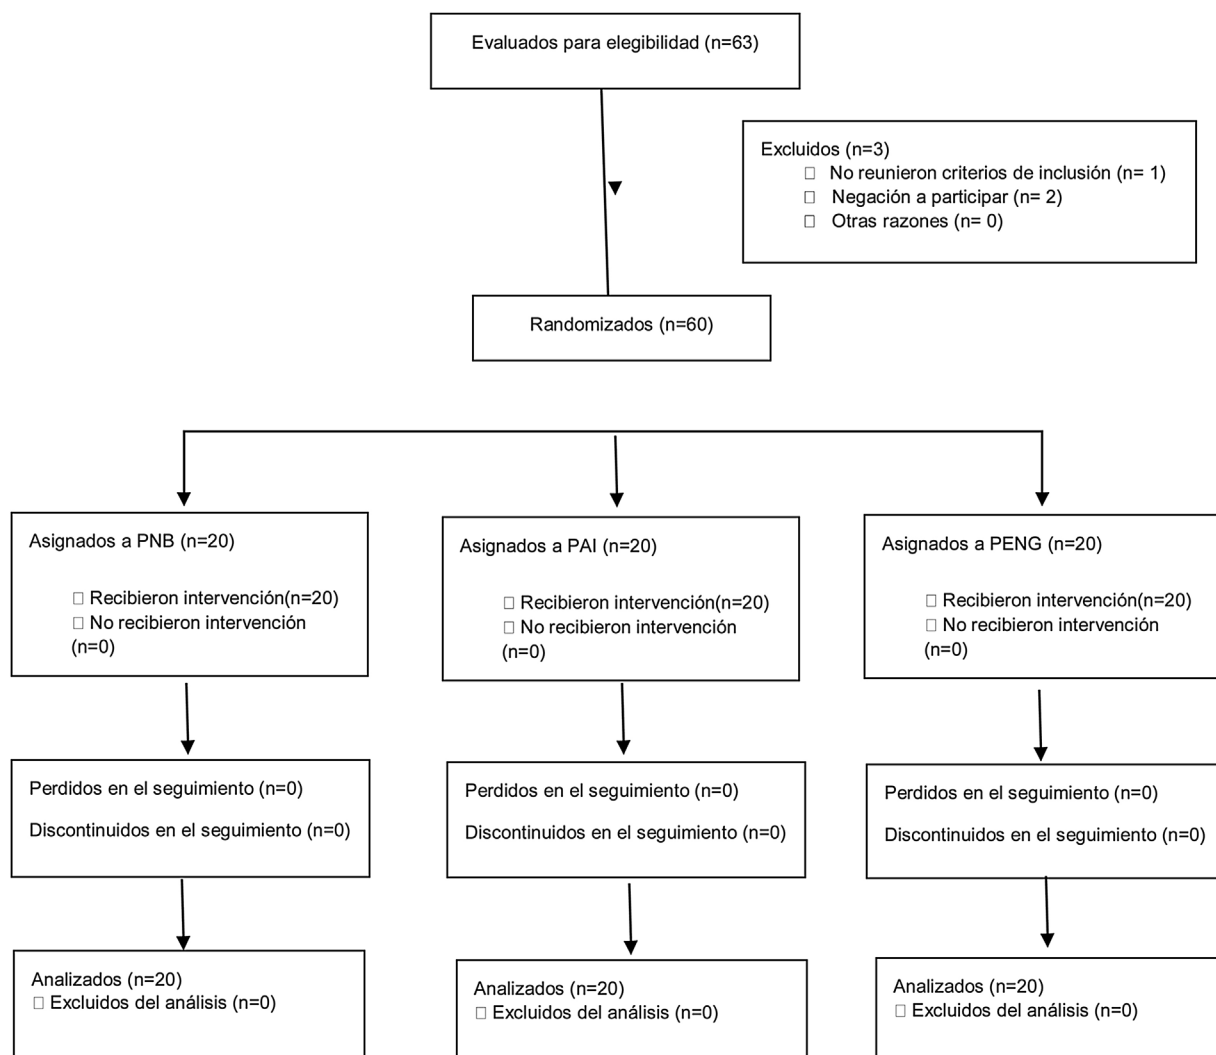 Evaluados para elegibilidad (n=63)
Excluidos (n=3)
□ No reunieron criterios de inclusión (n= 1)
□ Negación a participar (n= 2)
□ Otras razones (n= 0)
Randomizados (n=60)
Asignados a PNB (n=20)
□ Recibieron intervención(n=20)
□ No recibieron intervención
(n=0)
Asignados a PAI (n=20)
□ Recibieron intervención(n=20)
□ No recibieron intervención
(n=0)
Asignados a PENG (n=20)
□ Recibieron intervención(n=20)
□ No recibieron intervención
(n=0)
Perdidos en el seguimiento (n=0)
Discontinuidos en el seguimiento (n=0)
Perdidos en el seguimiento (n=0)
Discontinuidos en el seguimiento (n=0)
Perdidos en el seguimiento (n=0)
Discontinuidos en el seguimiento (n=0)
Analizados (n=20)
□ Excluidos del análisis (n=0)
Analizados (n=20)
□ Excluidos del análisis (n=0)
Analizados (n=20)
□ Excluidos del análisis (n=0)